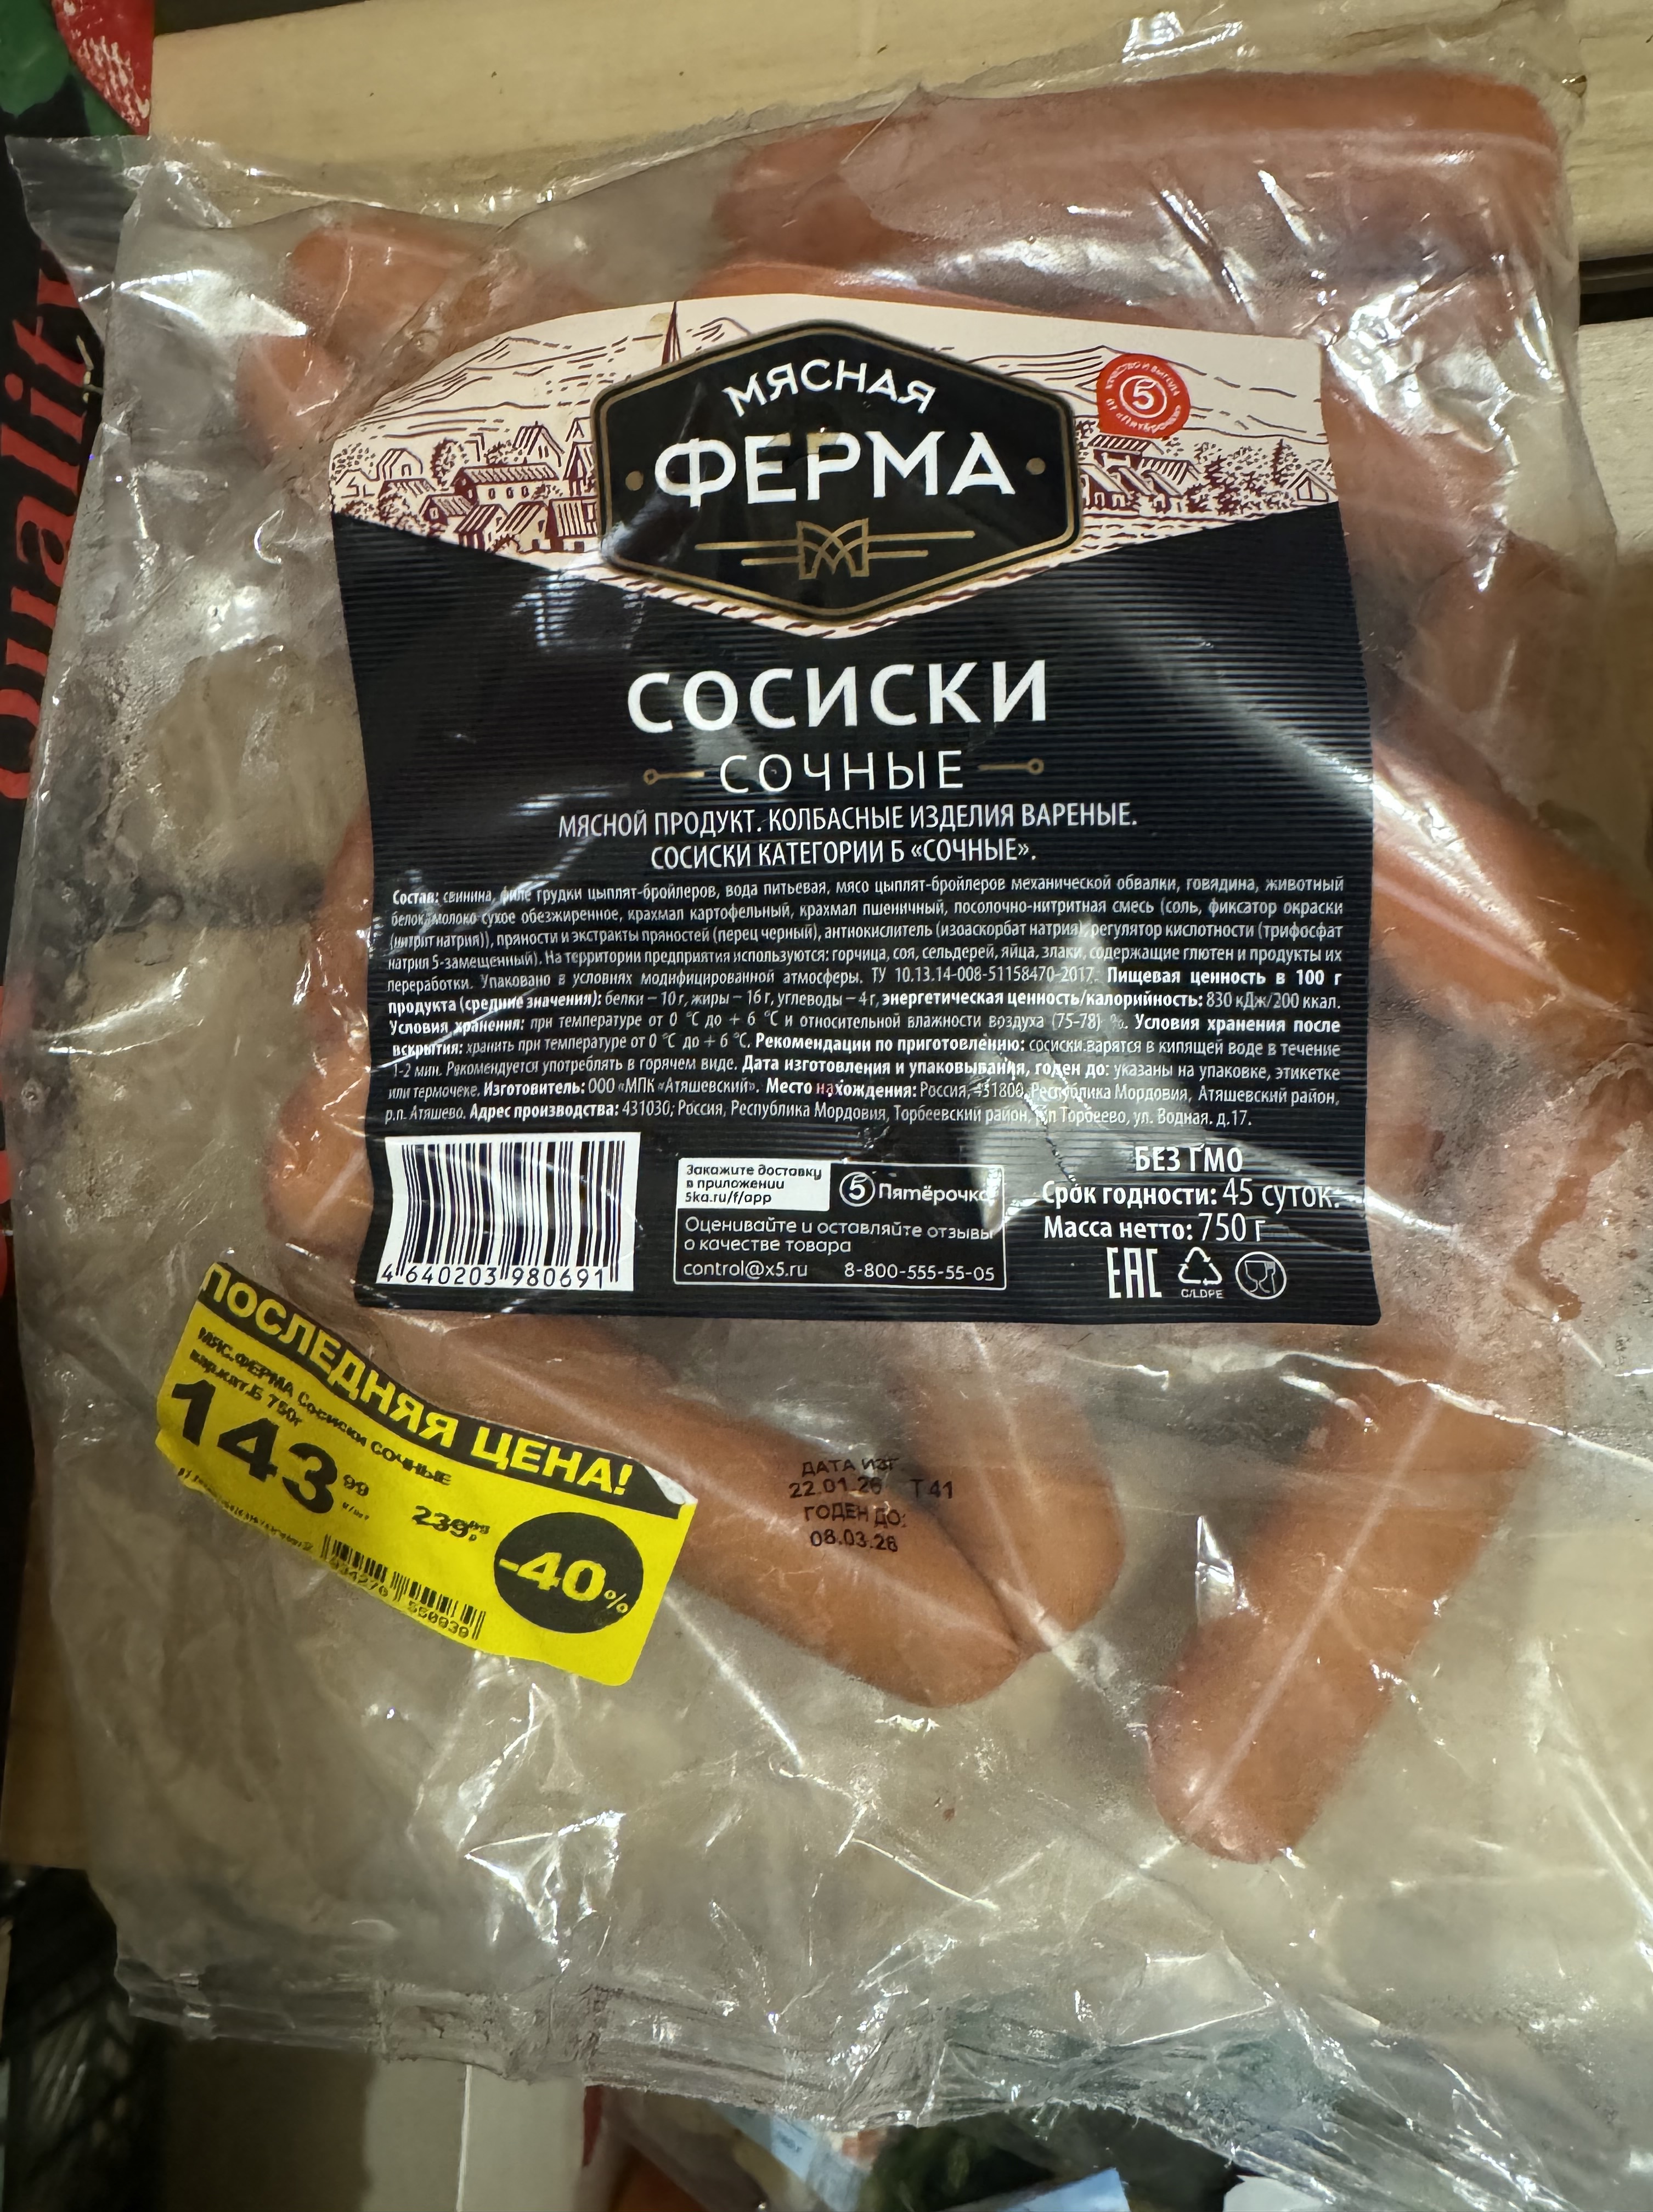 quality
МЯСНАЯ
ФЕРМА
5
СОСИСКИ
СОЧНЫЕ
МЯСНОЙ ПРОДУКТ. КОЛБАСНЫЕ ИЗДЕЛИЯ ВАРЕНЫЕ.
СОСИСКИ КАТЕГОРИИ Б «СОЧНЫЕ».
Состав: свинина, филе грудки цыплят-бройлеров, вода питьевая, мясо цыплят-бройлеров механической обвалки, говядина, животный
белок, молоко сухое обезжиренное, крахмал картофельный, крахмал пшеничный, посолочно-нитритная смесь (соль, фиксатор окраски
(нитрит натрия)), пряности и экстракты пряностей (перец черный), антиокислитель (изоаскорбат натрия), регулятор кислотности (трифосфат
натрия 5-замещенный). На территории предприятия используются: горчица, соя, сельдерей, яйца, злаки, содержащие глютен и продукты их
переработки. Упаковано в условиях модифицированной атмосферы. ТУ 10.13.14-008-51158470-2017. Пищевая ценность в 100 г
продукта (средние значения): белки – 10 г, жиры – 16 г, углеводы – 4 г, энергетическая ценность/калорийность: 830 кДж/200 ккал.
Условия хранения: при температуре от 0 °С до + 6 °С и относительной влажности воздуха (75-78) %. Условия хранения после
вскрытия: хранить при температуре от 0 °С до + 6 °С. Рекомендации по приготовлению: сосиски варятся в кипящей воде в течение
1-2 мин. Рекомендуется употреблять в горячем виде. Дата изготовления и упаковывания, годен до: указаны на упаковке, этикетке
или термочеке. Изготовитель: ООО «МПК «Атяшевский». Место нахождения: Россия, 431800, Республика Мордовия, Атяшевский район,
р.п. Атяшево. Адрес производства: 431030, Россия, Республика Мордовия, Торбеевский район, рп Торбеево, ул. Водная. д.17.
4 640203 980691
Закажите доставку
в приложении
5ka.ru/f/app
5 Пятёрочка
Оценивайте и оставляйте отзывы
о качестве товара
control@x5.ru 8-800-555-55-05
БЕЗ ГМО
Срок годности: 45 суток.
Масса нетто: 750 г
ЕАС
C/LDPE
ПОСЛЕДНЯЯ ЦЕНА!
МЯС.ФЕРМА Сосиски СОЧНЫЕ
вар.кат.Б 750г
143 99
239 99
-40%
934270 550939
ДАТА ИЗГ
22.01.26 Т41
ГОДЕН ДО:
08.03.26